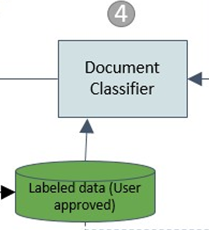 4
Document
Classifier
Labeled data (User
approved)